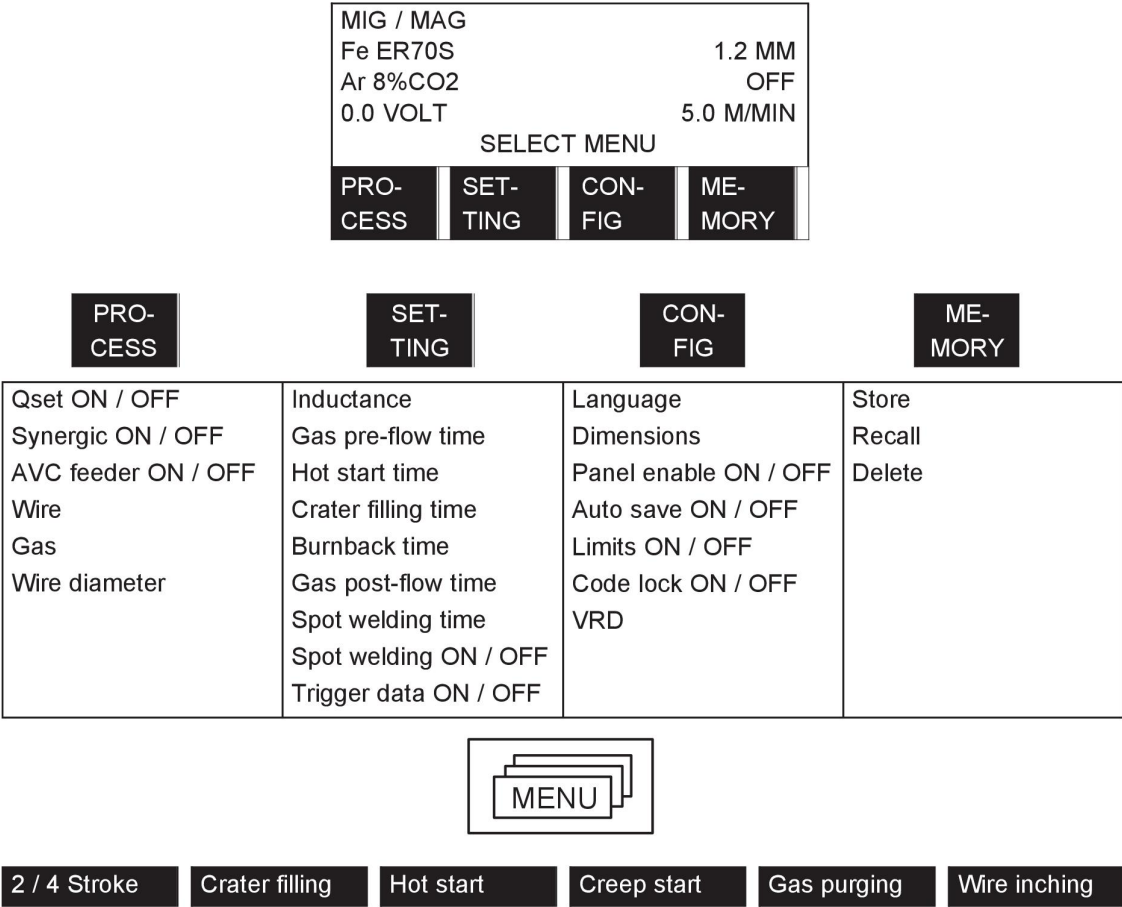 MIG / MAG
Fe ER70S 1.2 MM
Ar 8%CO2 OFF
0.0 VOLT 5.0 M/MIN
SELECT MENU
PRO- SET- CON- ME-
CESS TING FIG MORY
PRO- SET- CON- ME-
CESS TING FIG MORY
Qset ON / OFF Inductance Language Store
Synergic ON / OFF Gas pre-flow time Dimensions Recall
AVC feeder ON / OFF Hot start time Panel enable ON / OFF Delete
Wire Crater filling time Auto save ON / OFF
Gas Burnback time Limits ON / OFF
Wire diameter Gas post-flow time Code lock ON / OFF
Spot welding time VRD
Spot welding ON / OFF
Trigger data ON / OFF
MENU
2 / 4 Stroke Crater filling Hot start Creep start Gas purging Wire inching